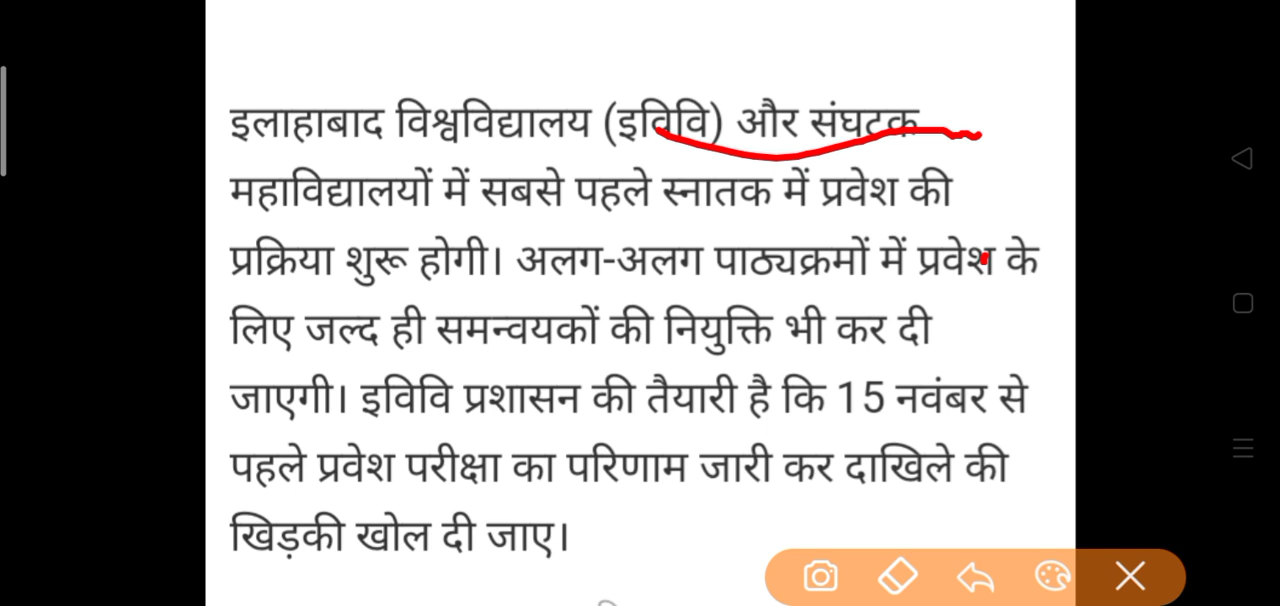 इलाहाबाद विश्वविद्यालय (इविवि) और संघटक
महाविद्यालयों में सबसे पहले स्नातक में प्रवेश की
प्रक्रिया शुरू होगी। अलग-अलग पाठ्यक्रमों में प्रवेश के
लिए जल्द ही समन्वयकों की नियुक्ति भी कर दी
जाएगी। इविवि प्रशासन की तैयारी है कि 15 नवंबर से
पहले प्रवेश परीक्षा का परिणाम जारी कर दाखिले की
खिड़की खोल दी जाए।